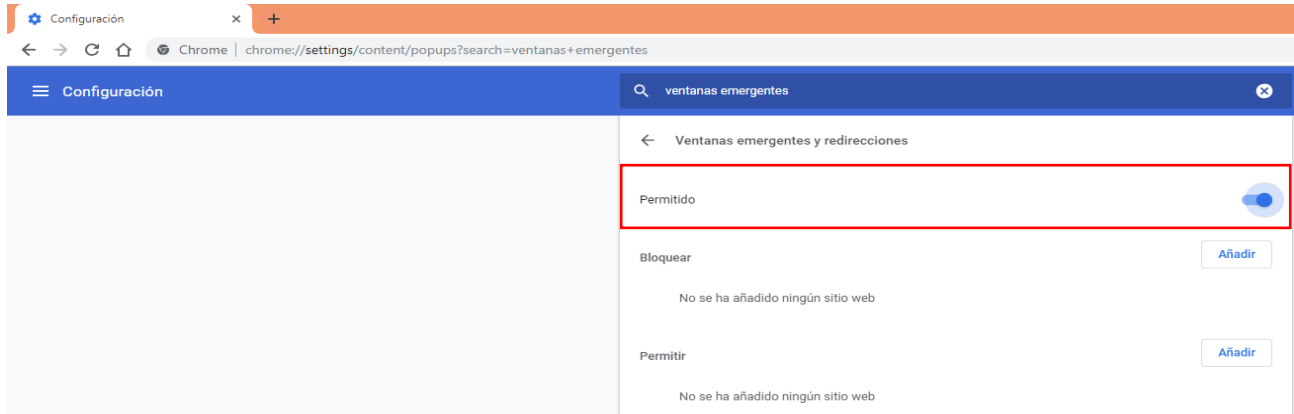 Configuración
Chrome | chrome://settings/content/popups?search=ventanas+emergentes
Configuración
ventanas emergentes
Ventanas emergentes y redirecciones
Permitido
Bloquear
Añadir
No se ha añadido ningún sitio web
Permitir
Añadir
No se ha añadido ningún sitio web